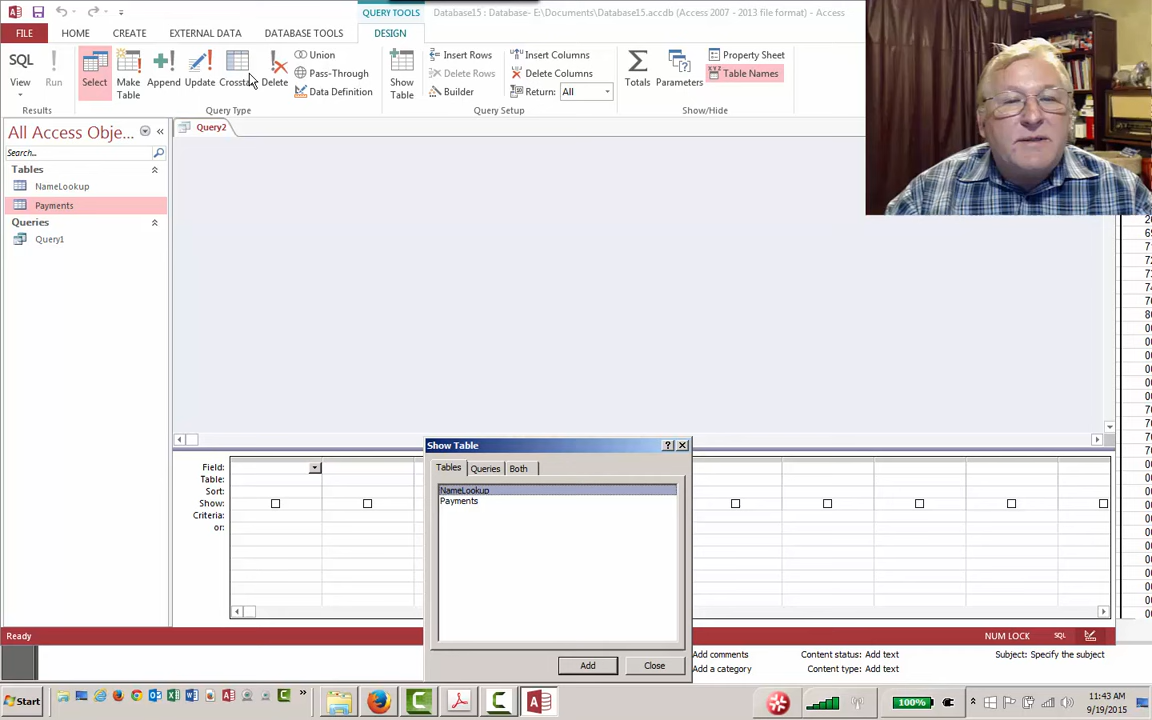 QUERY TOOLS
Database15 : Database- E:\Documents\Database15.accdb (Access 2007 - 2013 file format) - Access
FILE HOME CREATE EXTERNAL DATA DATABASE TOOLS DESIGN
SQL
View
Run
Results
Select
Make
Table
Append
Update
Delete
Union
Pass-Through
Data Definition
Query Type
Show
Table
Insert Rows
Delete Rows
Builder
Insert Columns
Delete Columns
Return: All
Query Setup
Totals
Parameters
Property Sheet
XYZ
Table Names
Show/Hide
All Access Obje...
Search...
Tables
NameLookup
Payments
Queries
Query1
Query2
Field:
Table:
Sort:
Show:
Criteria:
or:
Show Table
Tables Queries Both
NameLookup
Payments
Add Close
Ready
NUM LOCK SQL
Add comments Content status: Add text Subject: Specify the subject
Add a category Content type: Add text
Start
100%
11:43 AM
9/19/2015